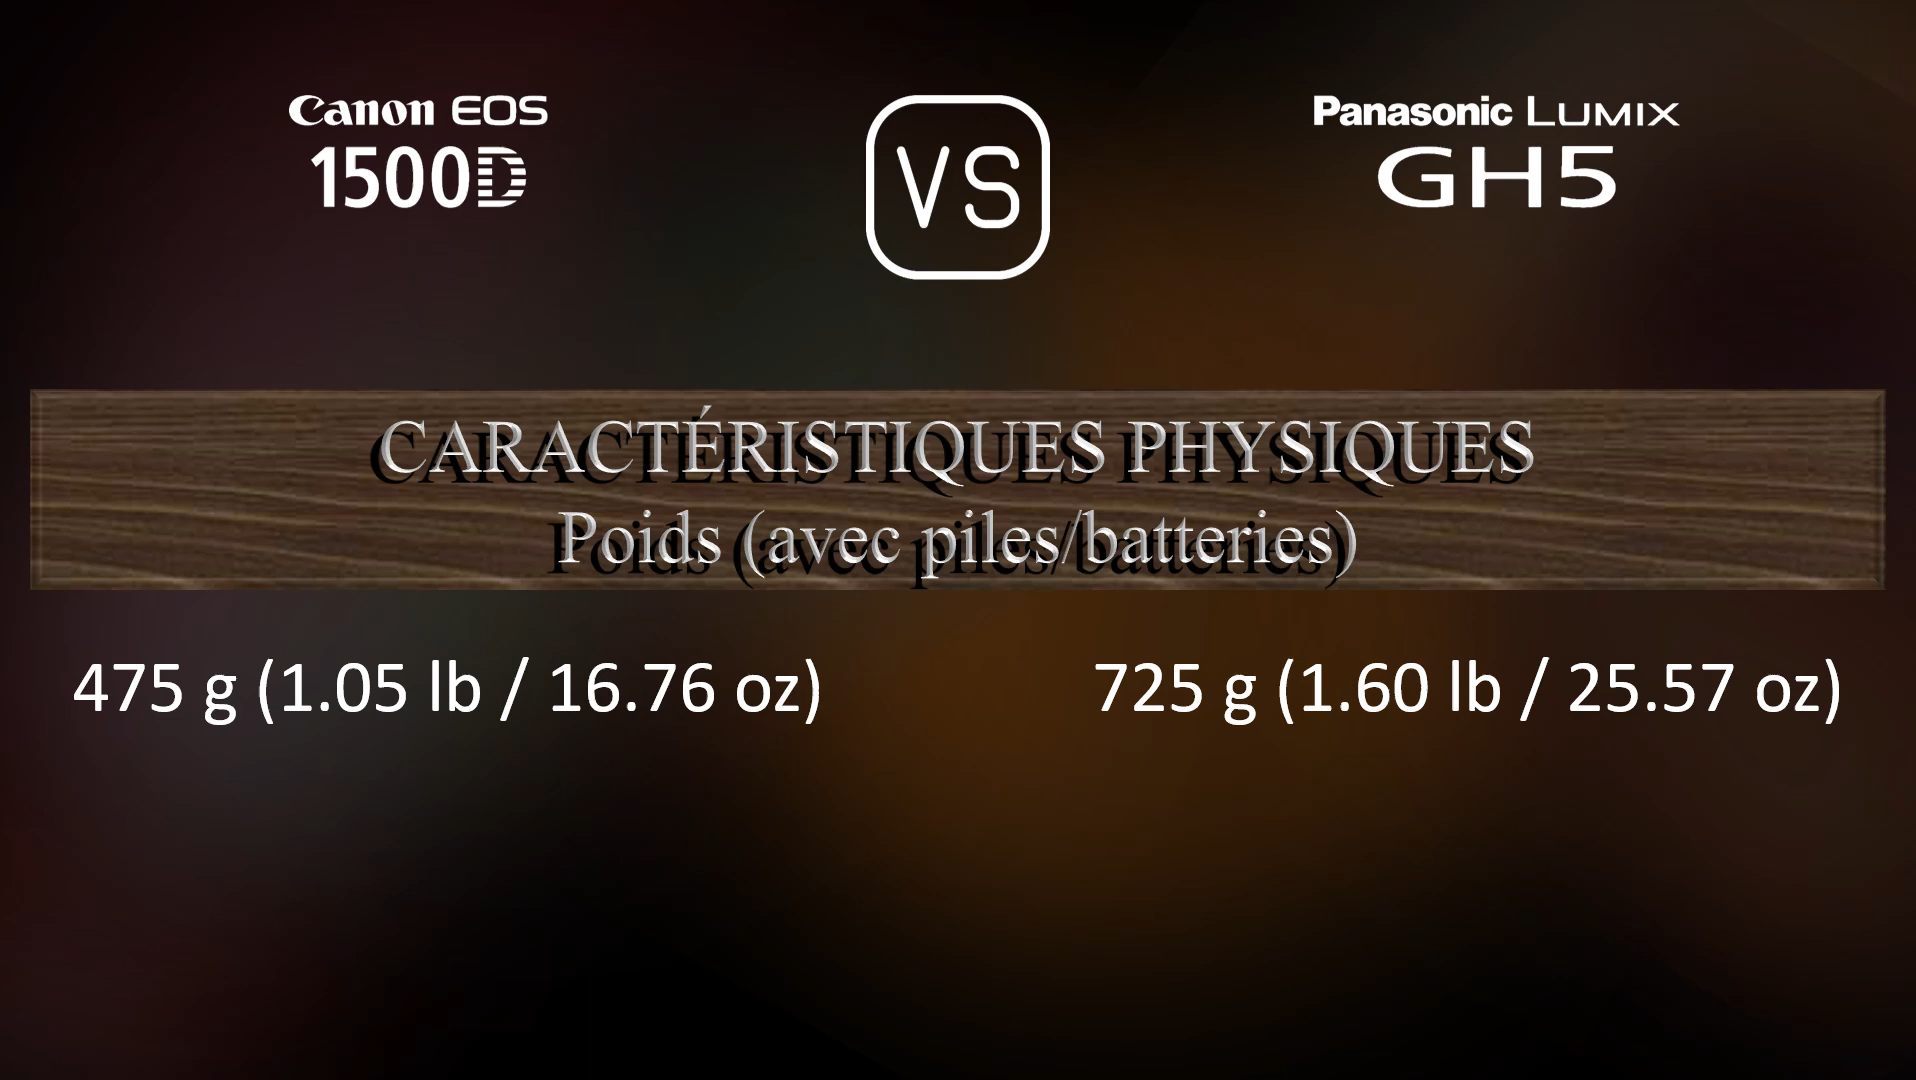 Canon EOS
1500D
VS
Panasonic LUMIX
GH5
CARACTÉRISTIQUES PHYSIQUES
Poids (avec piles/batteries)
475 g (1.05 lb / 16.76 oz)
725 g (1.60 lb / 25.57 oz)